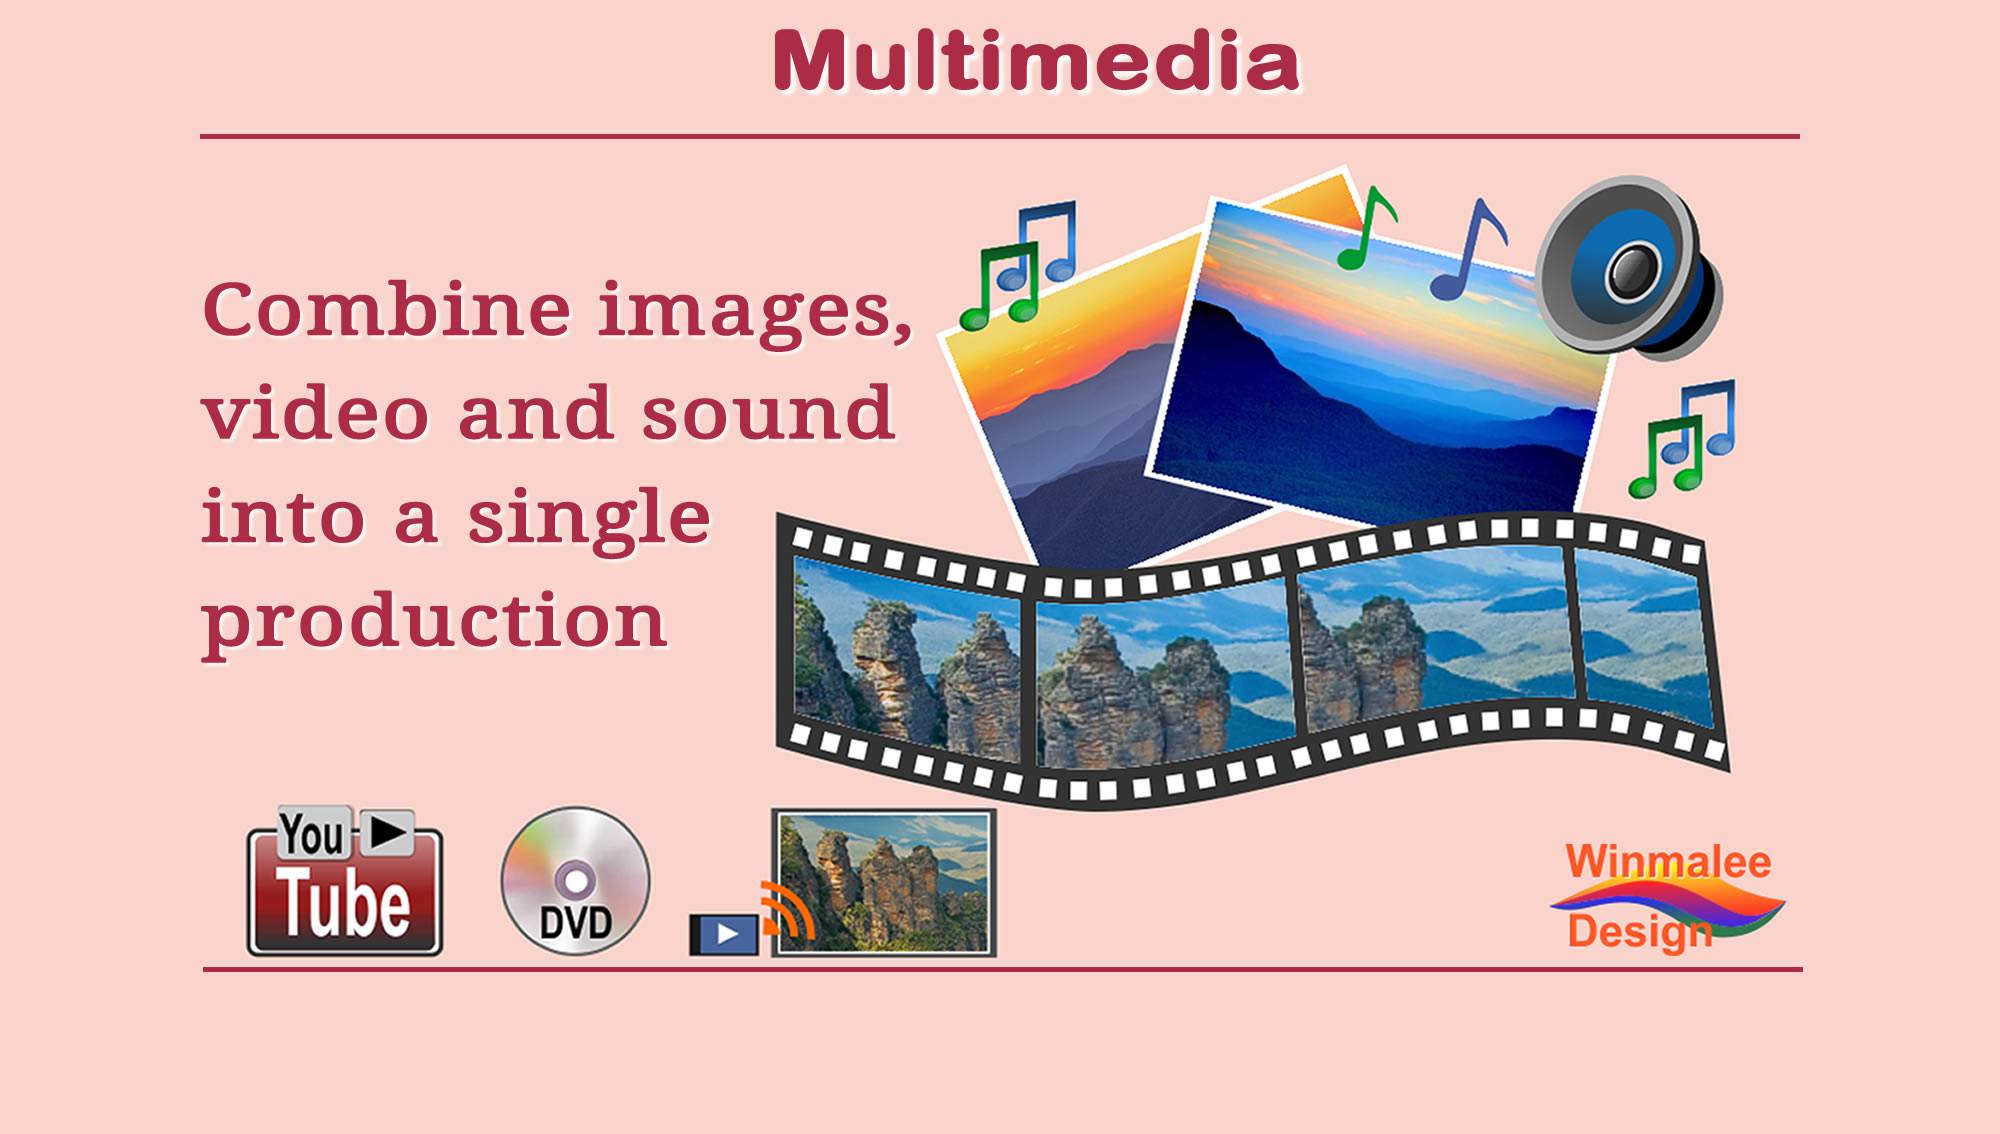 Multimedia
Combine images,
video and sound
into a single
production
You
Tube
DVD
Winmalee
Design